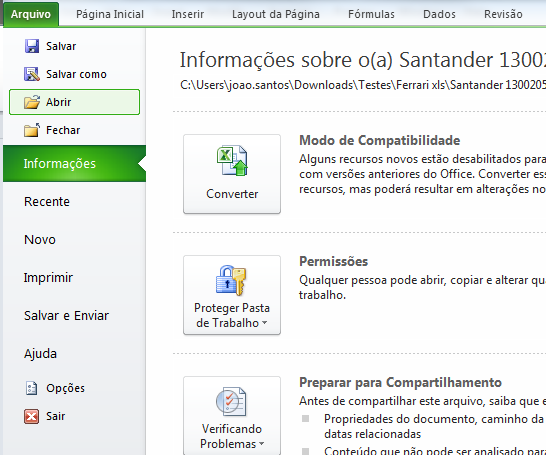 Arquivo Página Inicial Inserir Layout da Página Fórmulas Dados Revisão
Salvar
Salvar como
Abrir
Fechar
Informações
Recente
Novo
Imprimir
Salvar e Enviar
Ajuda
Opções
Sair
Informações sobre o(a) Santander 13002
C:\Users\joao.santos\Downloads\Testes\Ferrari xls\Santander 1300205
Converter
Modo de Compatibilidade
Alguns recursos novos estão desabilitados para
com versões anteriores do Office. Converter es
recursos, mas poderá resultar em alterações no
Proteger Pasta
de Trabalho
Permissões
Qualquer pessoa pode abrir, copiar e alterar qu
trabalho.
Verificando
Problemas
Preparar para Compartilhamento
Antes de compartilhar este arquivo, saiba que e
Propriedades do documento, caminho da
datas relacionadas
Conteúdo que não pode ser analisado para